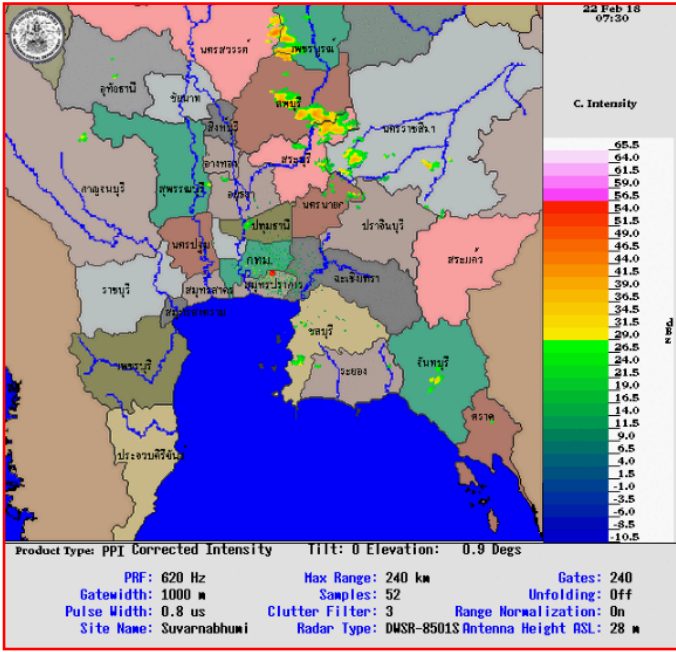 22 Feb 18
07:30
C. Intensity
นครสวรรค์
เพชรบูรณ์
อุทัยธานี
ชัยนาท
ลพบุรี
สิงห์บุรี
นครราชสีมา
อ่างทอง
สระบุรี
กาญจนบุรี
สุพรรณบุรี
อยุธยา
นครนายก
ปราจีนบุรี
ปทุมธานี
นครปฐม
กทม.
สระแก้ว
ราชบุรี
สมุทรสาคร
สมุทรปราการ
ฉะเชิงเทรา
สมุทรสงคราม
ชลบุรี
เพชรบุรี
ระยอง
จันทบุรี
ตราด
ประจวบคีรีขันธ์
65.5
64.0
61.5
59.0
56.5
54.0
51.5
49.0
46.5
44.0
41.5
39.0
36.5
34.0
31.5
29.0
26.5
24.0
21.5
19.0
16.5
14.0
11.5
9.0
6.5
4.0
1.5
-1.0
-3.5
-6.0
-8.5
-10.5
Product Type: PPI Corrected Intensity Tilt: 0 Elevation: 0.9 Degs
PRF: 620 Hz Max Range: 240 km Gates: 240
Gatewidth: 1000 m Samples: 52 Unfolding: Off
Pulse Width: 0.8 us Clutter Filter: 3 Range Normalization: On
Site Name: Suvarnabhumi Radar Type: DWSR-8501S Antenna Height ASL: 28 m